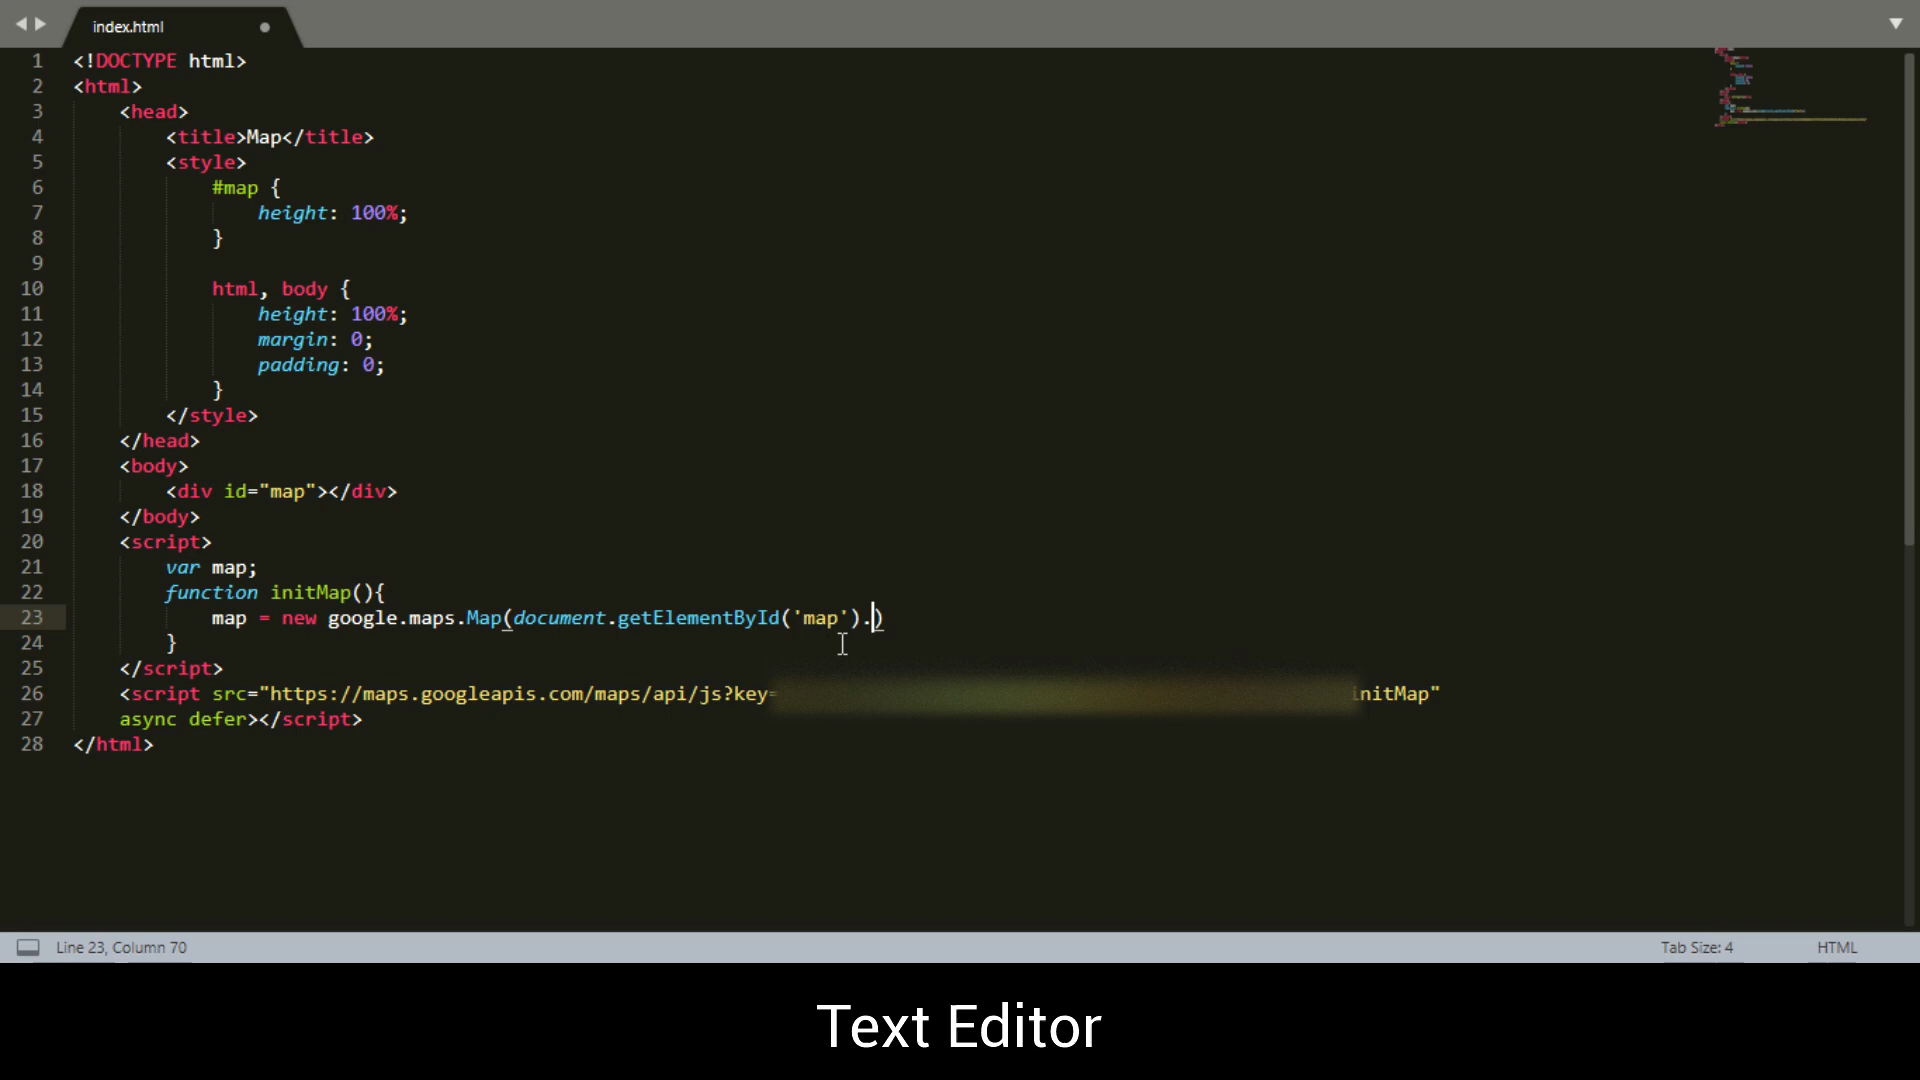 index.html
1 <!DOCTYPE html>
2 <html>
3 <head>
4 <title>Map</title>
5 <style>
6 #map {
7 height: 100%;
8 }
9
10 html, body {
11 height: 100%;
12 margin: 0;
13 padding: 0;
14 }
15 </style>
16 </head>
17 <body>
18 <div id="map"></div>
19 </body>
20 <script>
21 var map;
22 function initMap(){
23 map = new google.maps.Map(document.getElementById('map').)
24 }
25 </script>
26 <script src="https://maps.googleapis.com/maps/api/js?key= initMap"
27 async defer></script>
28 </html>
Line 23, Column 70 Tab Size: 4 HTML
Text Editor